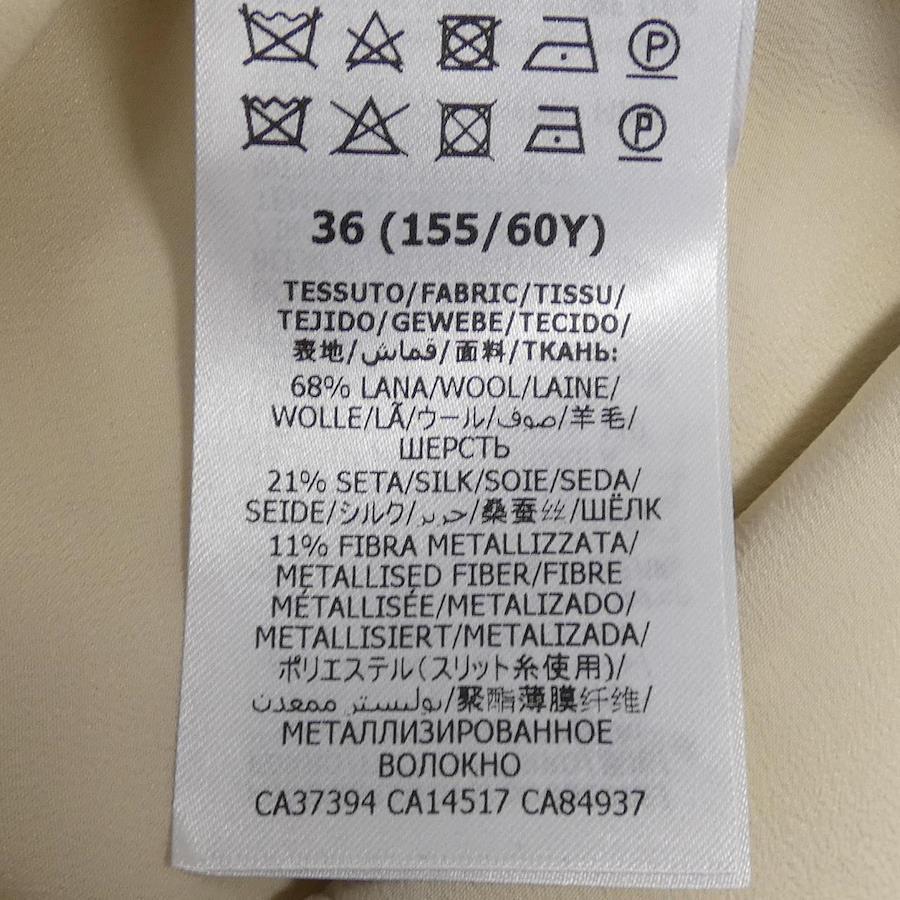 P
P
36 (155/60Y)
TESSUTO/FABRIC/TISSU/
TEJIDO/GEWEBE/TECIDO/
表地/قماش/面料/ТКАНЬ:
68% LANA/WOOL/LAINE/
WOLLE/LÃ/ウール/صوف/羊毛/
ШЕРСТЬ
21% SETA/SILK/SOIE/SEDA/
SEIDE/シルク/حرير/桑蚕丝/ШЁЛК
11% FIBRA METALLIZZATA/
METALLISED FIBER/FIBRE
MÉTALLISÉE/METALIZADO/
METALLISIERT/METALIZADA/
ポリエステル(スリット糸使用)/
بوليستر ممعدن/聚酯薄膜纤维/
МЕТАЛЛИЗИРОВАННОЕ
ВОЛОКНО
CA37394 CA14517 CA84937